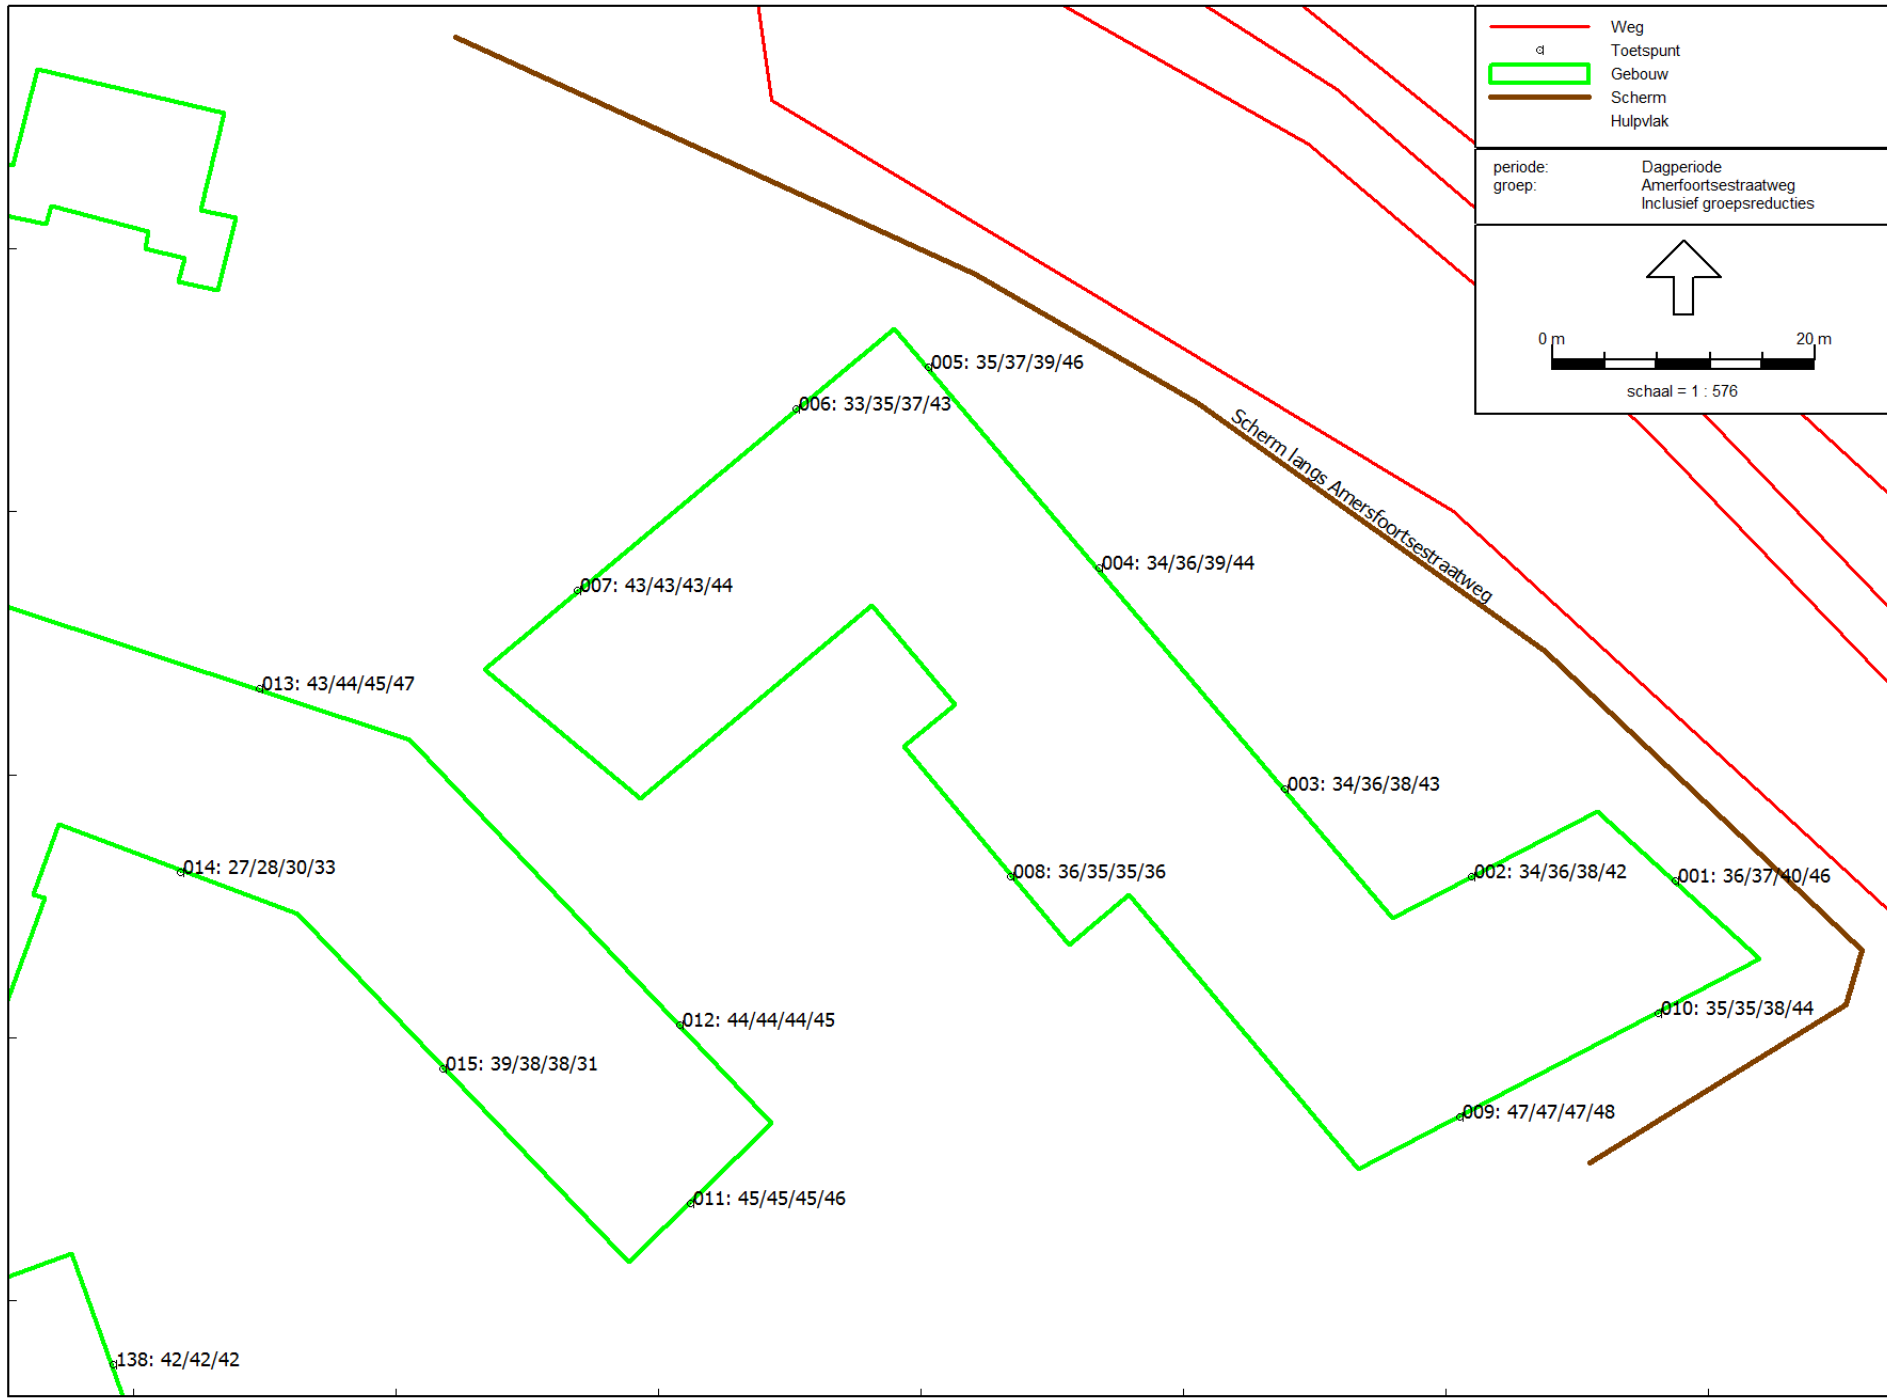 Weg
Toetspunt
Gebouw
Scherm
Hulpvlak
periode: Dagperiode
groep: Amerfoortsestraatweg
Inclusief groepsreducties
0 m 20 m
schaal = 1 : 576
005: 35/37/39/46
006: 33/35/37/43
Scherm langs Amersfoortsestraatweg
004: 34/36/39/44
007: 43/43/43/44
013: 43/44/45/47
003: 34/36/38/43
014: 27/28/30/33
008: 36/35/35/36
002: 34/36/38/42
001: 36/37/40/46
010: 35/35/38/44
012: 44/44/44/45
015: 39/38/38/31
009: 47/47/47/48
011: 45/45/45/46
138: 42/42/42